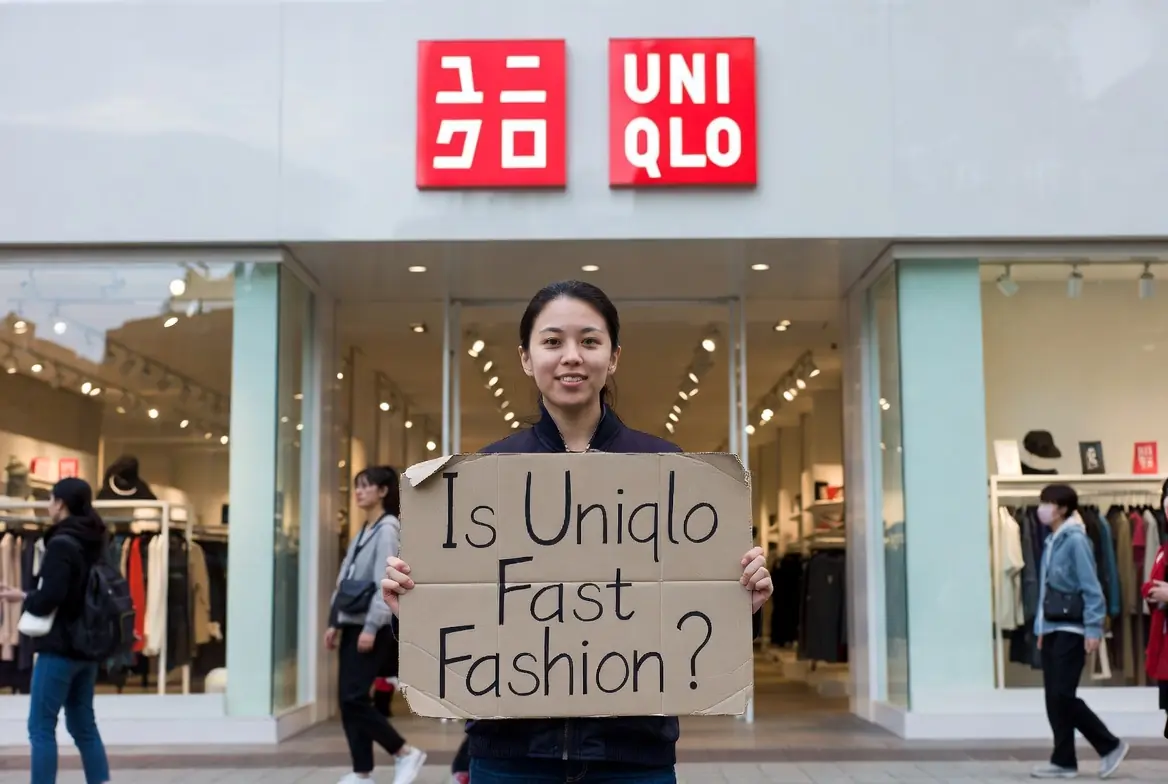 ユニ
クロ
UNI
QLO
Is Uniqlo
Fast
Fashion?